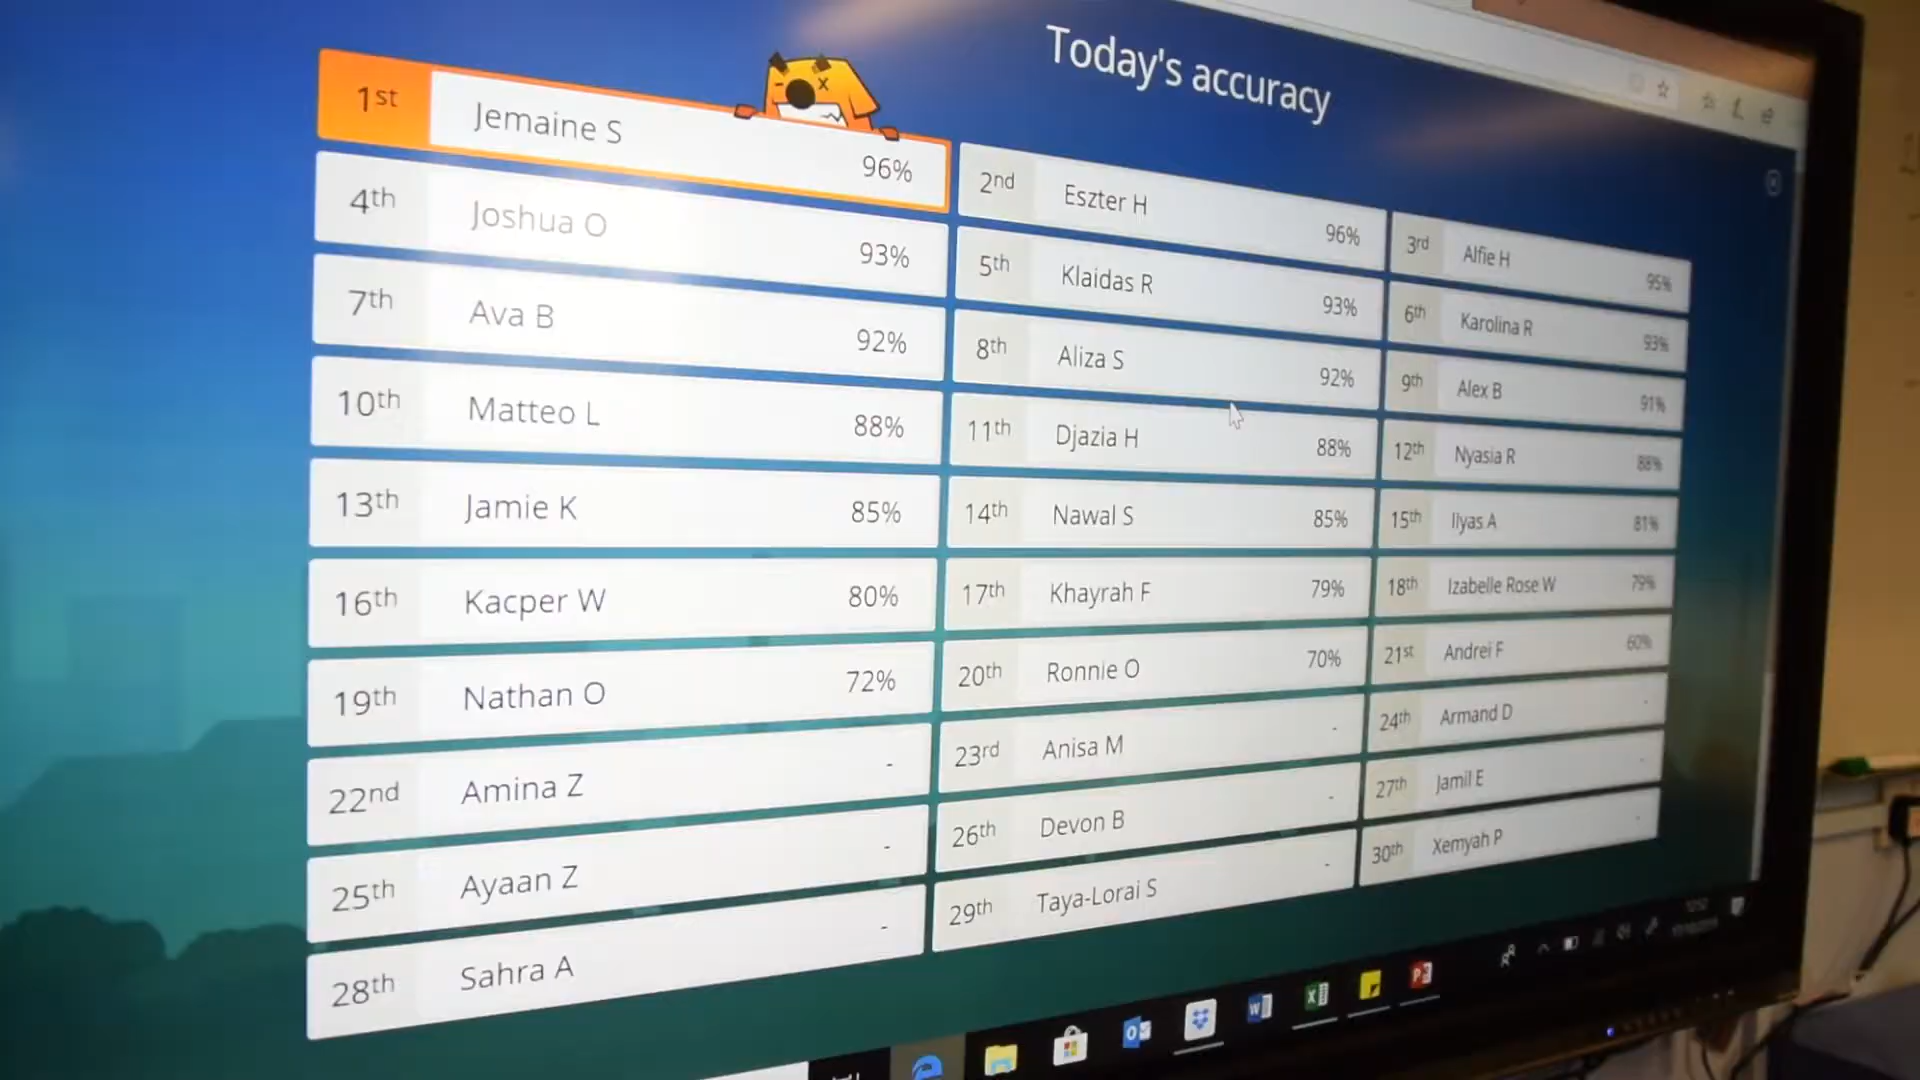 Today's accuracy
1st Jemaine S 96%
2nd Eszter H 96%
3rd Alfie H 95%
4th Joshua O 93%
5th Klaidas R 93%
6th Karolina R 93%
7th Ava B 92%
8th Aliza S 92%
9th Alex B 91%
10th Matteo L 88%
11th Djazia H 88%
12th Nyasia R 88%
13th Jamie K 85%
14th Nawal S 85%
15th Ilyas A 81%
16th Kacper W 80%
17th Khayrah F 79%
18th Izabelle Rose W 79%
19th Nathan O 72%
20th Ronnie O 70%
21st Andrei F 60%
22nd Amina Z -
23rd Anisa M -
24th Armand D -
25th Ayaan Z -
26th Devon B -
27th Jamil E -
28th Sahra A -
29th Taya-Lorai S -
30th Xemyah P -